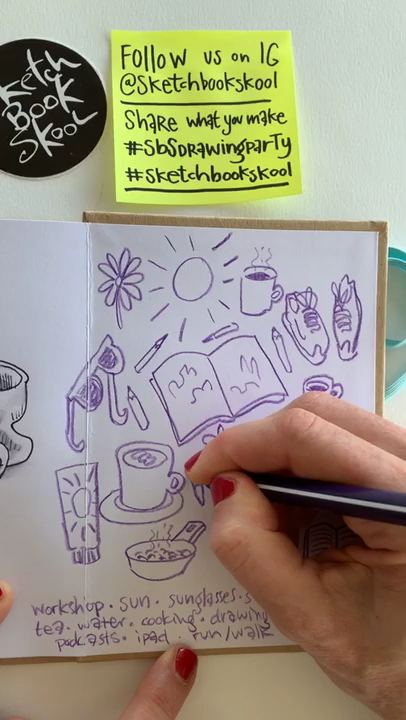 Ketch
Book
Skool
Follow us on IG
@Sketchbookskool
Share what you make
#SbSDrawingParTy
#sketchbookskool
workshop. sun. sunglasses.
tea. water. cooking. drawing
podcasts. ipad. run/walk